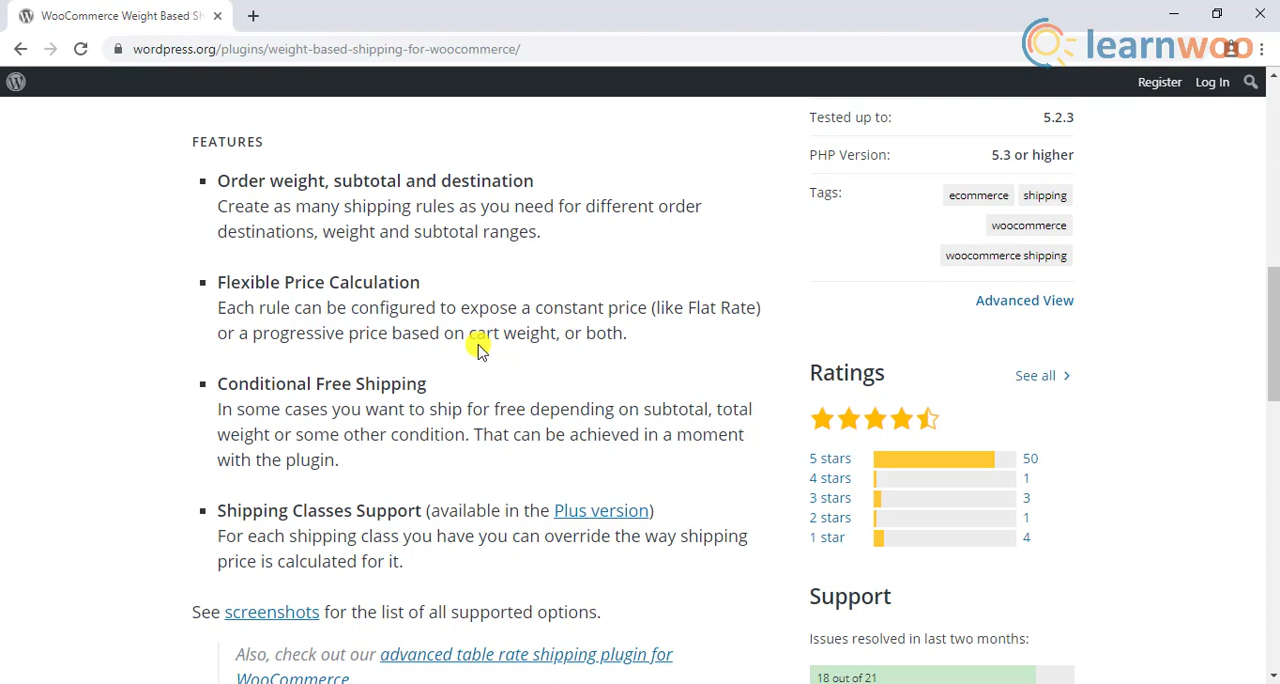 WooCommerce Weight Based Sh
wordpress.org/plugins/weight-based-shipping-for-woocommerce/
learnwoo
Register Log In
FEATURES
Order weight, subtotal and destination
Create as many shipping rules as you need for different order
destinations, weight and subtotal ranges.
Flexible Price Calculation
Each rule can be configured to expose a constant price (like Flat Rate)
or a progressive price based on cart weight, or both.
Conditional Free Shipping
In some cases you want to ship for free depending on subtotal, total
weight or some other condition. That can be achieved in a moment
with the plugin.
Shipping Classes Support (available in the Plus version)
For each shipping class you have you can override the way shipping
price is calculated for it.
See screenshots for the list of all supported options.
Also, check out our advanced table rate shipping plugin for
WooCommerce
Tested up to: 5.2.3
PHP Version: 5.3 or higher
Tags: ecommerce shipping
woocommerce
woocommerce shipping
Advanced View
Ratings See all
5 stars 50
4 stars 1
3 stars 3
2 stars 1
1 star 4
Support
Issues resolved in last two months:
18 out of 21